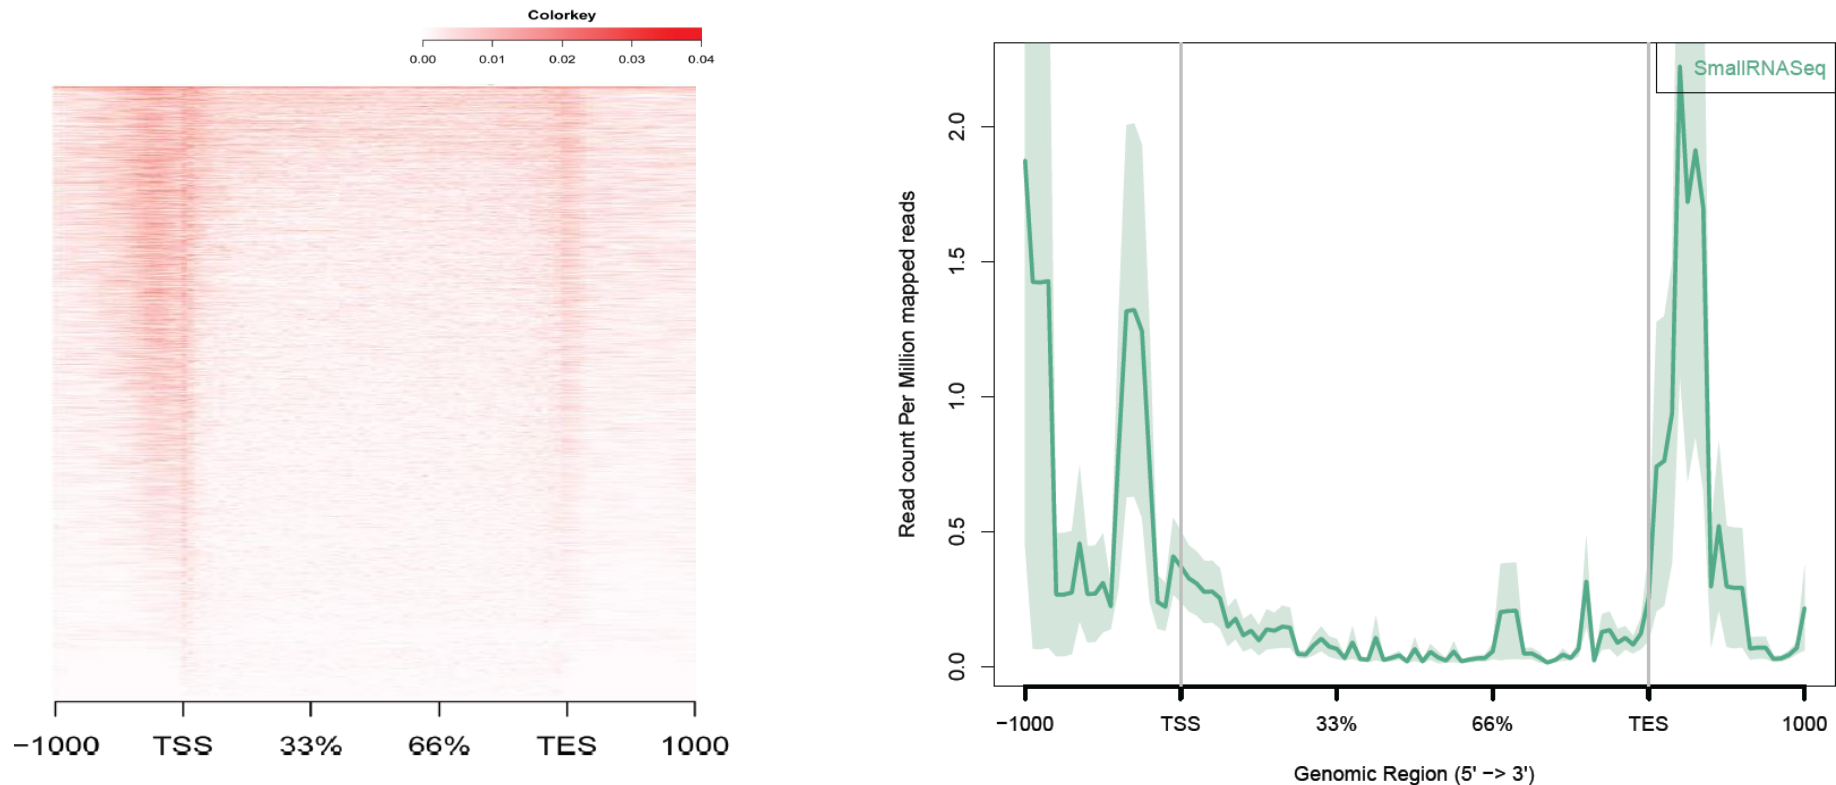 Colorkey
0.00 0.01 0.02 0.03 0.04
−1000 TSS 33% 66% TES 1000
SmallRNASeq
Read count Per Million mapped reads
2.0
1.5
1.0
0.5
0.0
−1000 TSS 33% 66% TES 1000
Genomic Region (5' −> 3')